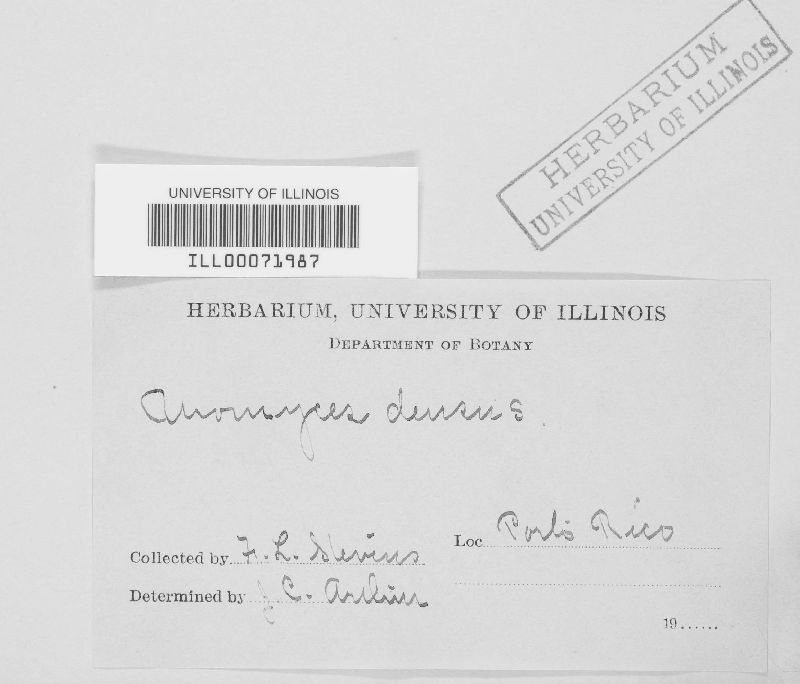 HERBARIUM
UNIVERSITY OF ILLINOIS
UNIVERSITY OF ILLINOIS
ILL00071987
HERBARIUM, UNIVERSITY OF ILLINOIS
DEPARTMENT OF BOTANY
Uromyces densus.
Collected by F. L. Stevens
Loc Porto Rico
Determined by J C. Arthur
19......